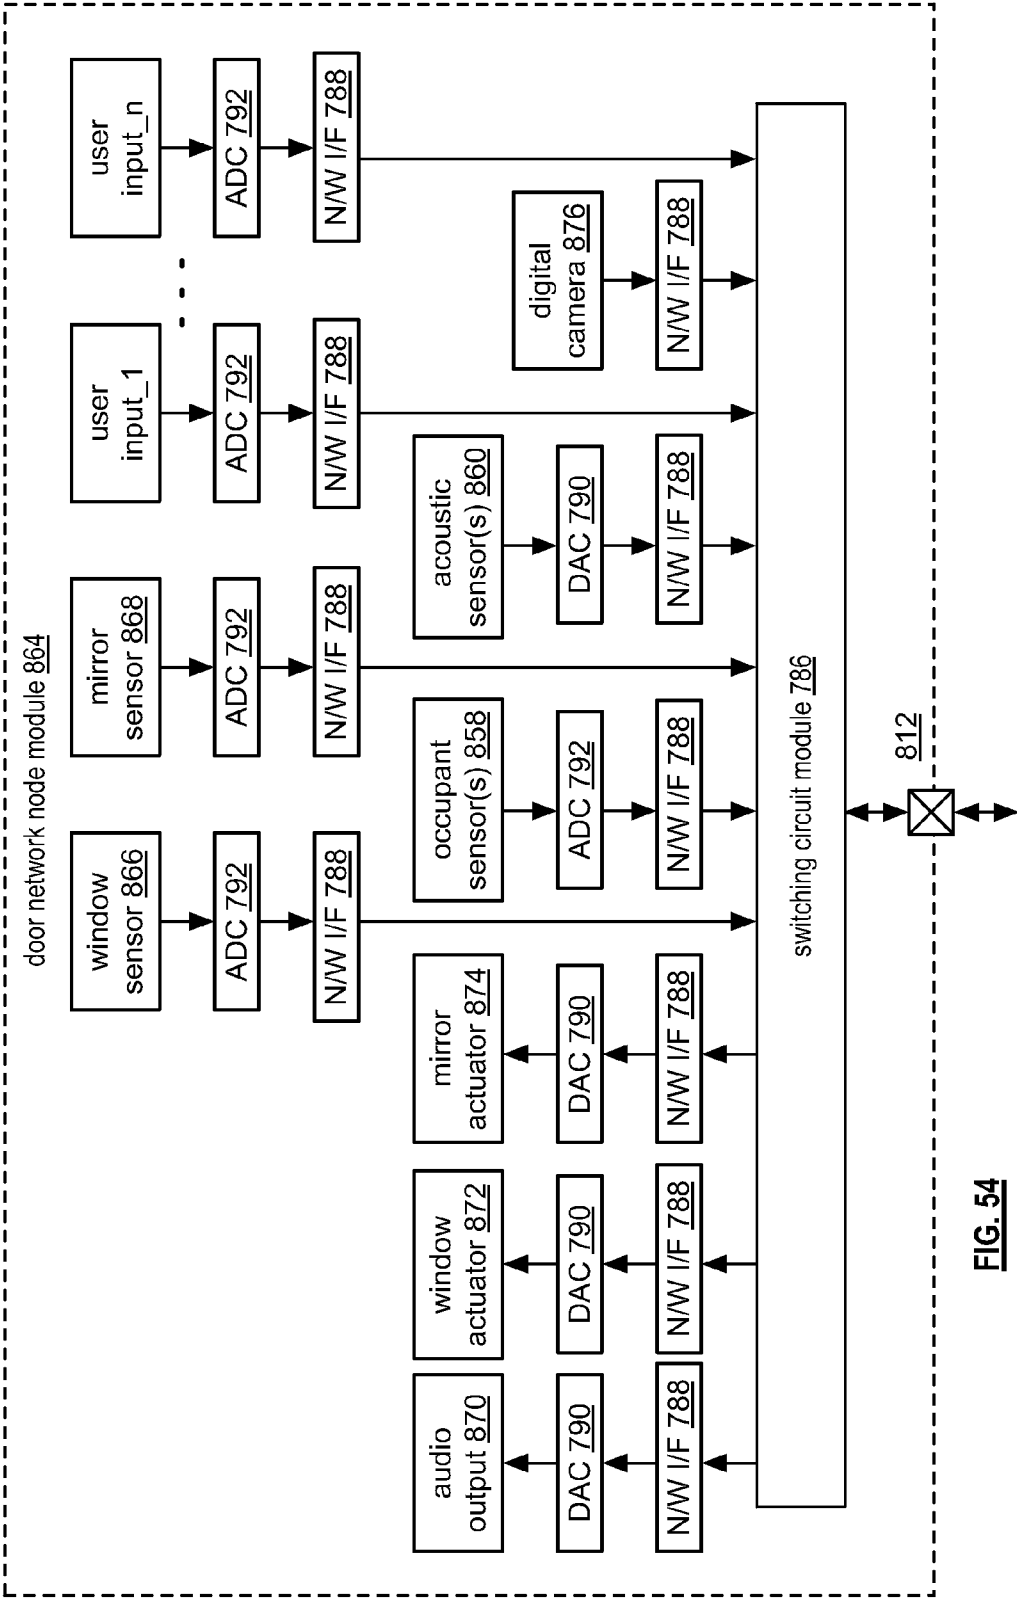 door network node module 864
window
sensor 866
mirror
sensor 868
user
input_1
. . .
user
input_n
ADC 792
ADC 792
ADC 792
ADC 792
N/W I/F 788
N/W I/F 788
N/W I/F 788
N/W I/F 788
audio
output 870
window
actuator 872
mirror
actuator 874
occupant
sensor(s) 858
acoustic
sensor(s) 860
digital
camera 876
DAC 790
DAC 790
DAC 790
ADC 792
DAC 790
N/W I/F 788
N/W I/F 788
N/W I/F 788
N/W I/F 788
N/W I/F 788
N/W I/F 788
switching circuit module 786
812
FIG. 54